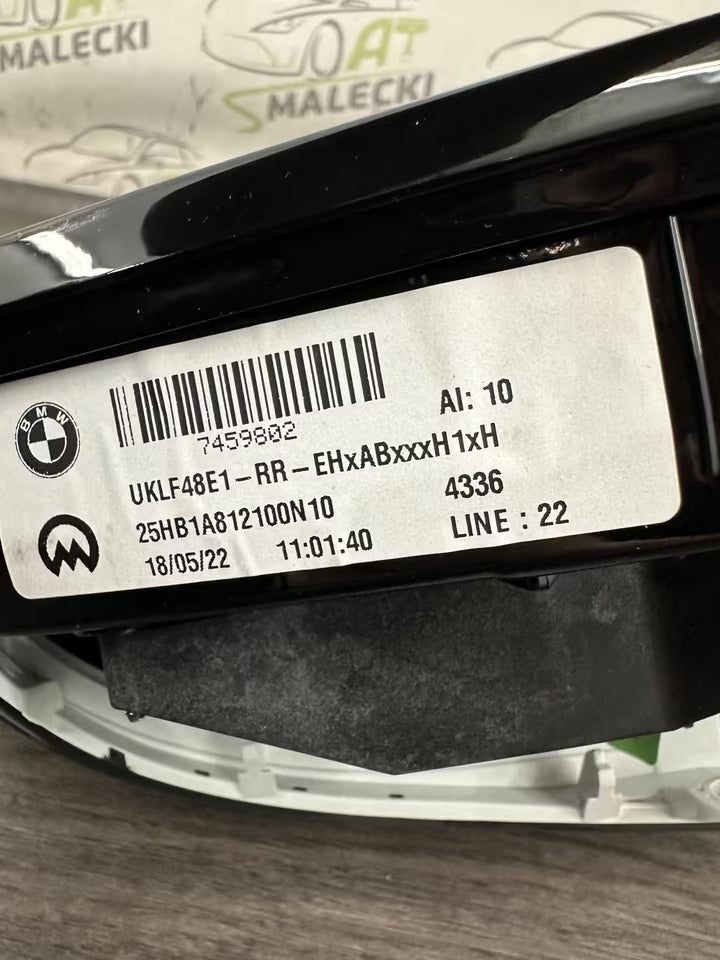 MALECKI
AT
SMALECKI
BMW
7459802
AI: 10
UKLF48E1-RR-EHxABxxxH1xH
25HB1A812100N10
4336
18/05/22 11:01:40
LINE : 22